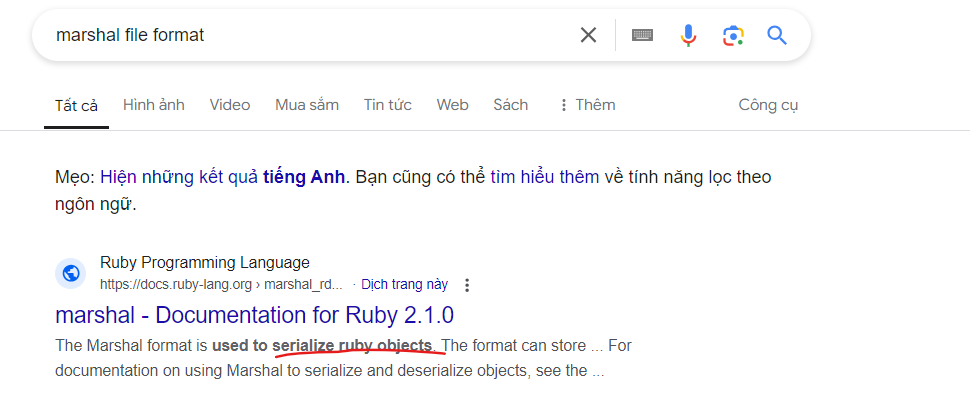 marshal file format
Tất cả Hình ảnh Video Mua sắm Tin tức Web Sách Thêm Công cụ
Mẹo: Hiện những kết quả tiếng Anh. Bạn cũng có thể tìm hiểu thêm về tính năng lọc theo
ngôn ngữ.
Ruby Programming Language
https://docs.ruby-lang.org › marshal_rd... · Dịch trang này
marshal - Documentation for Ruby 2.1.0
The Marshal format is used to serialize ruby objects. The format can store ... For
documentation on using Marshal to serialize and deserialize objects, see the ...